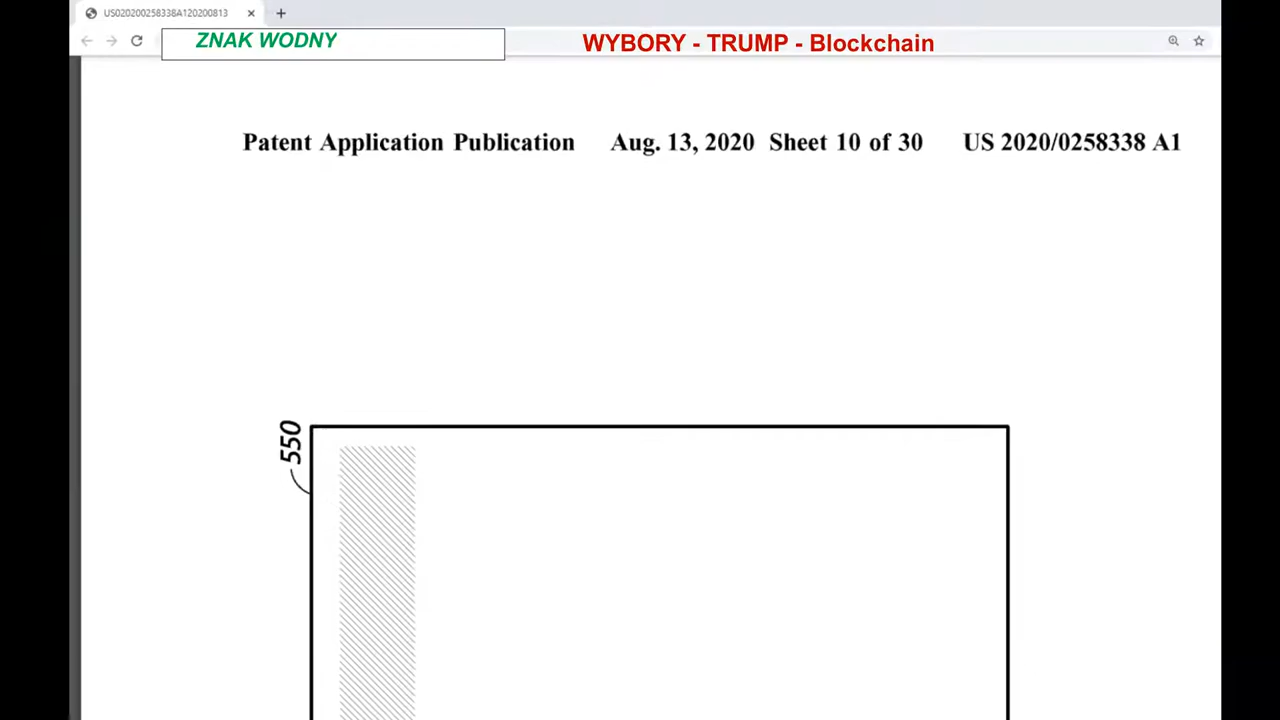 US020200258338A120200813
ZNAK WODNY
WYBORY - TRUMP - Blockchain
Patent Application Publication Aug. 13, 2020 Sheet 10 of 30 US 2020/0258338 A1
550